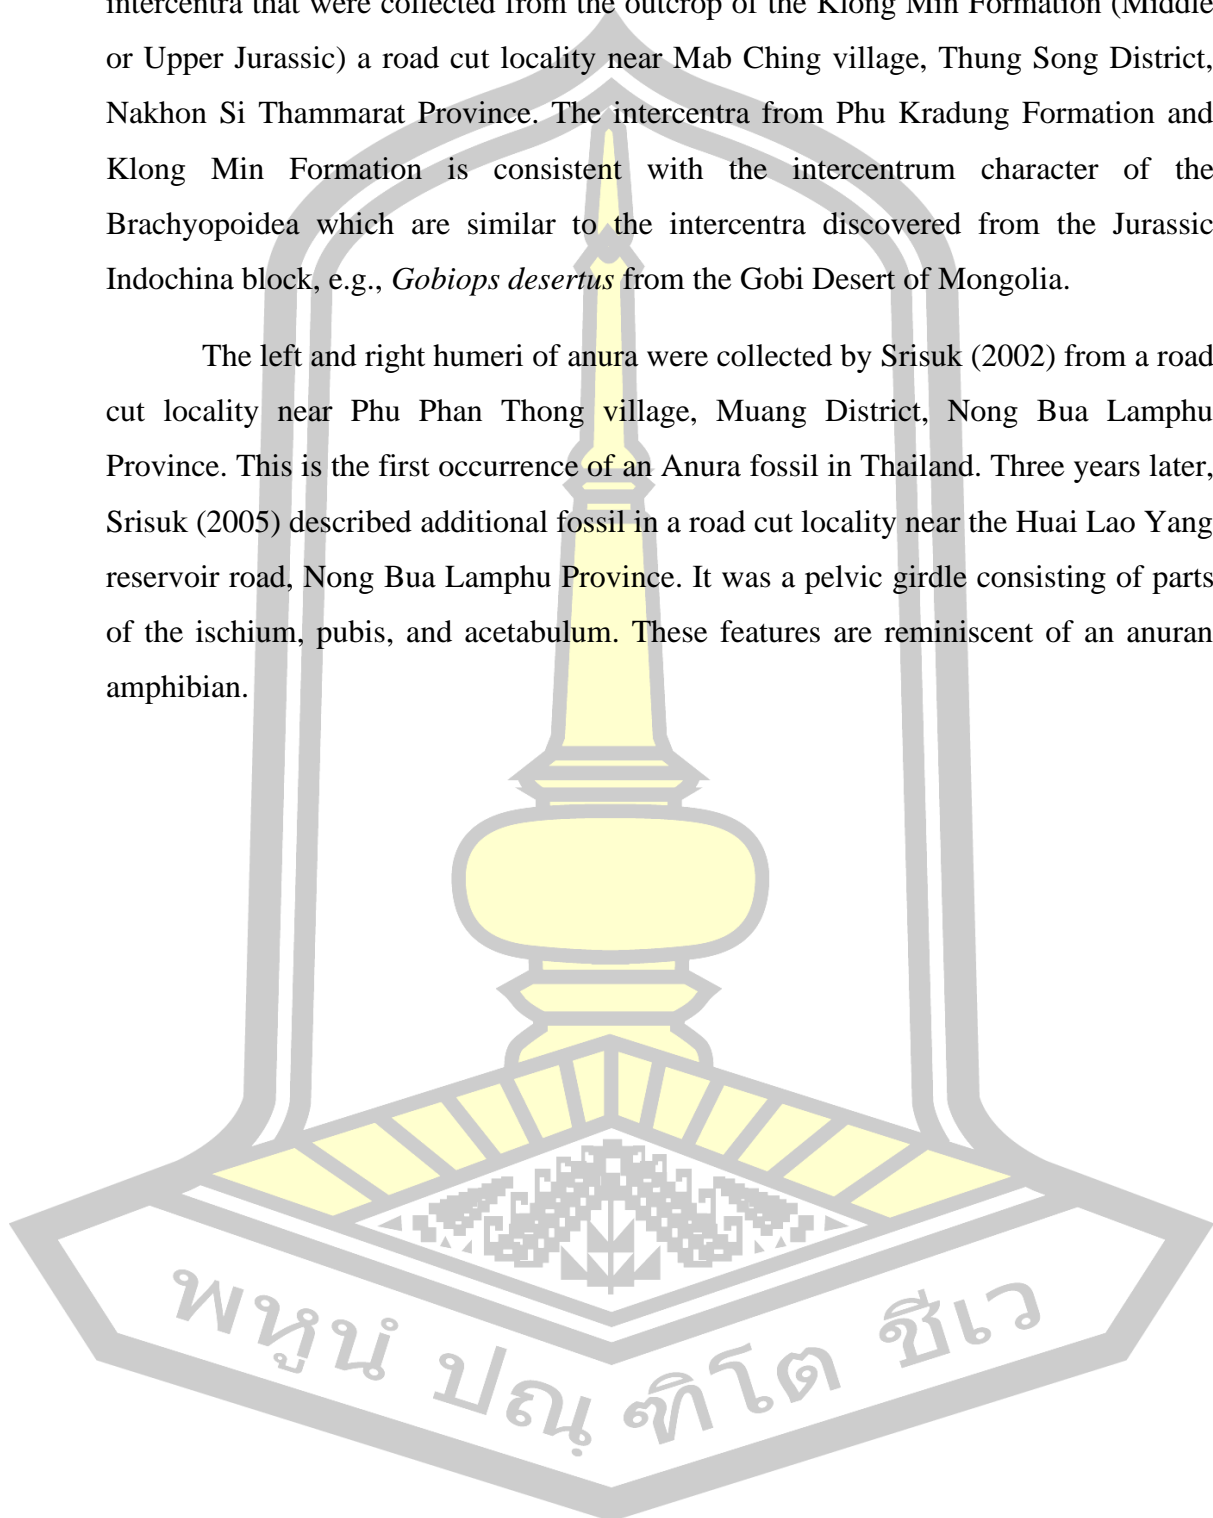 intercentra that were collected from the outcrop of the Klong Min Formation (Middle
or Upper Jurassic) a road cut locality near Mab Ching village, Thung Song District,
Nakhon Si Thammarat Province. The intercentra from Phu Kradung Formation and
Klong Min Formation is consistent with the intercentrum character of the
Brachyopoidea which are similar to the intercentra discovered from the Jurassic
Indochina block, e.g., Gobiops desertus from the Gobi Desert of Mongolia.
The left and right humeri of anura were collected by Srisuk (2002) from a road
cut locality near Phu Phan Thong village, Muang District, Nong Bua Lamphu
Province. This is the first occurrence of an Anura fossil in Thailand. Three years later,
Srisuk (2005) described additional fossil in a road cut locality near the Huai Lao Yang
reservoir road, Nong Bua Lamphu Province. It was a pelvic girdle consisting of parts
of the ischium, pubis, and acetabulum. These features are reminiscent of an anuran
amphibian.
พหูนํ ปณฺฑิโต ชีเว